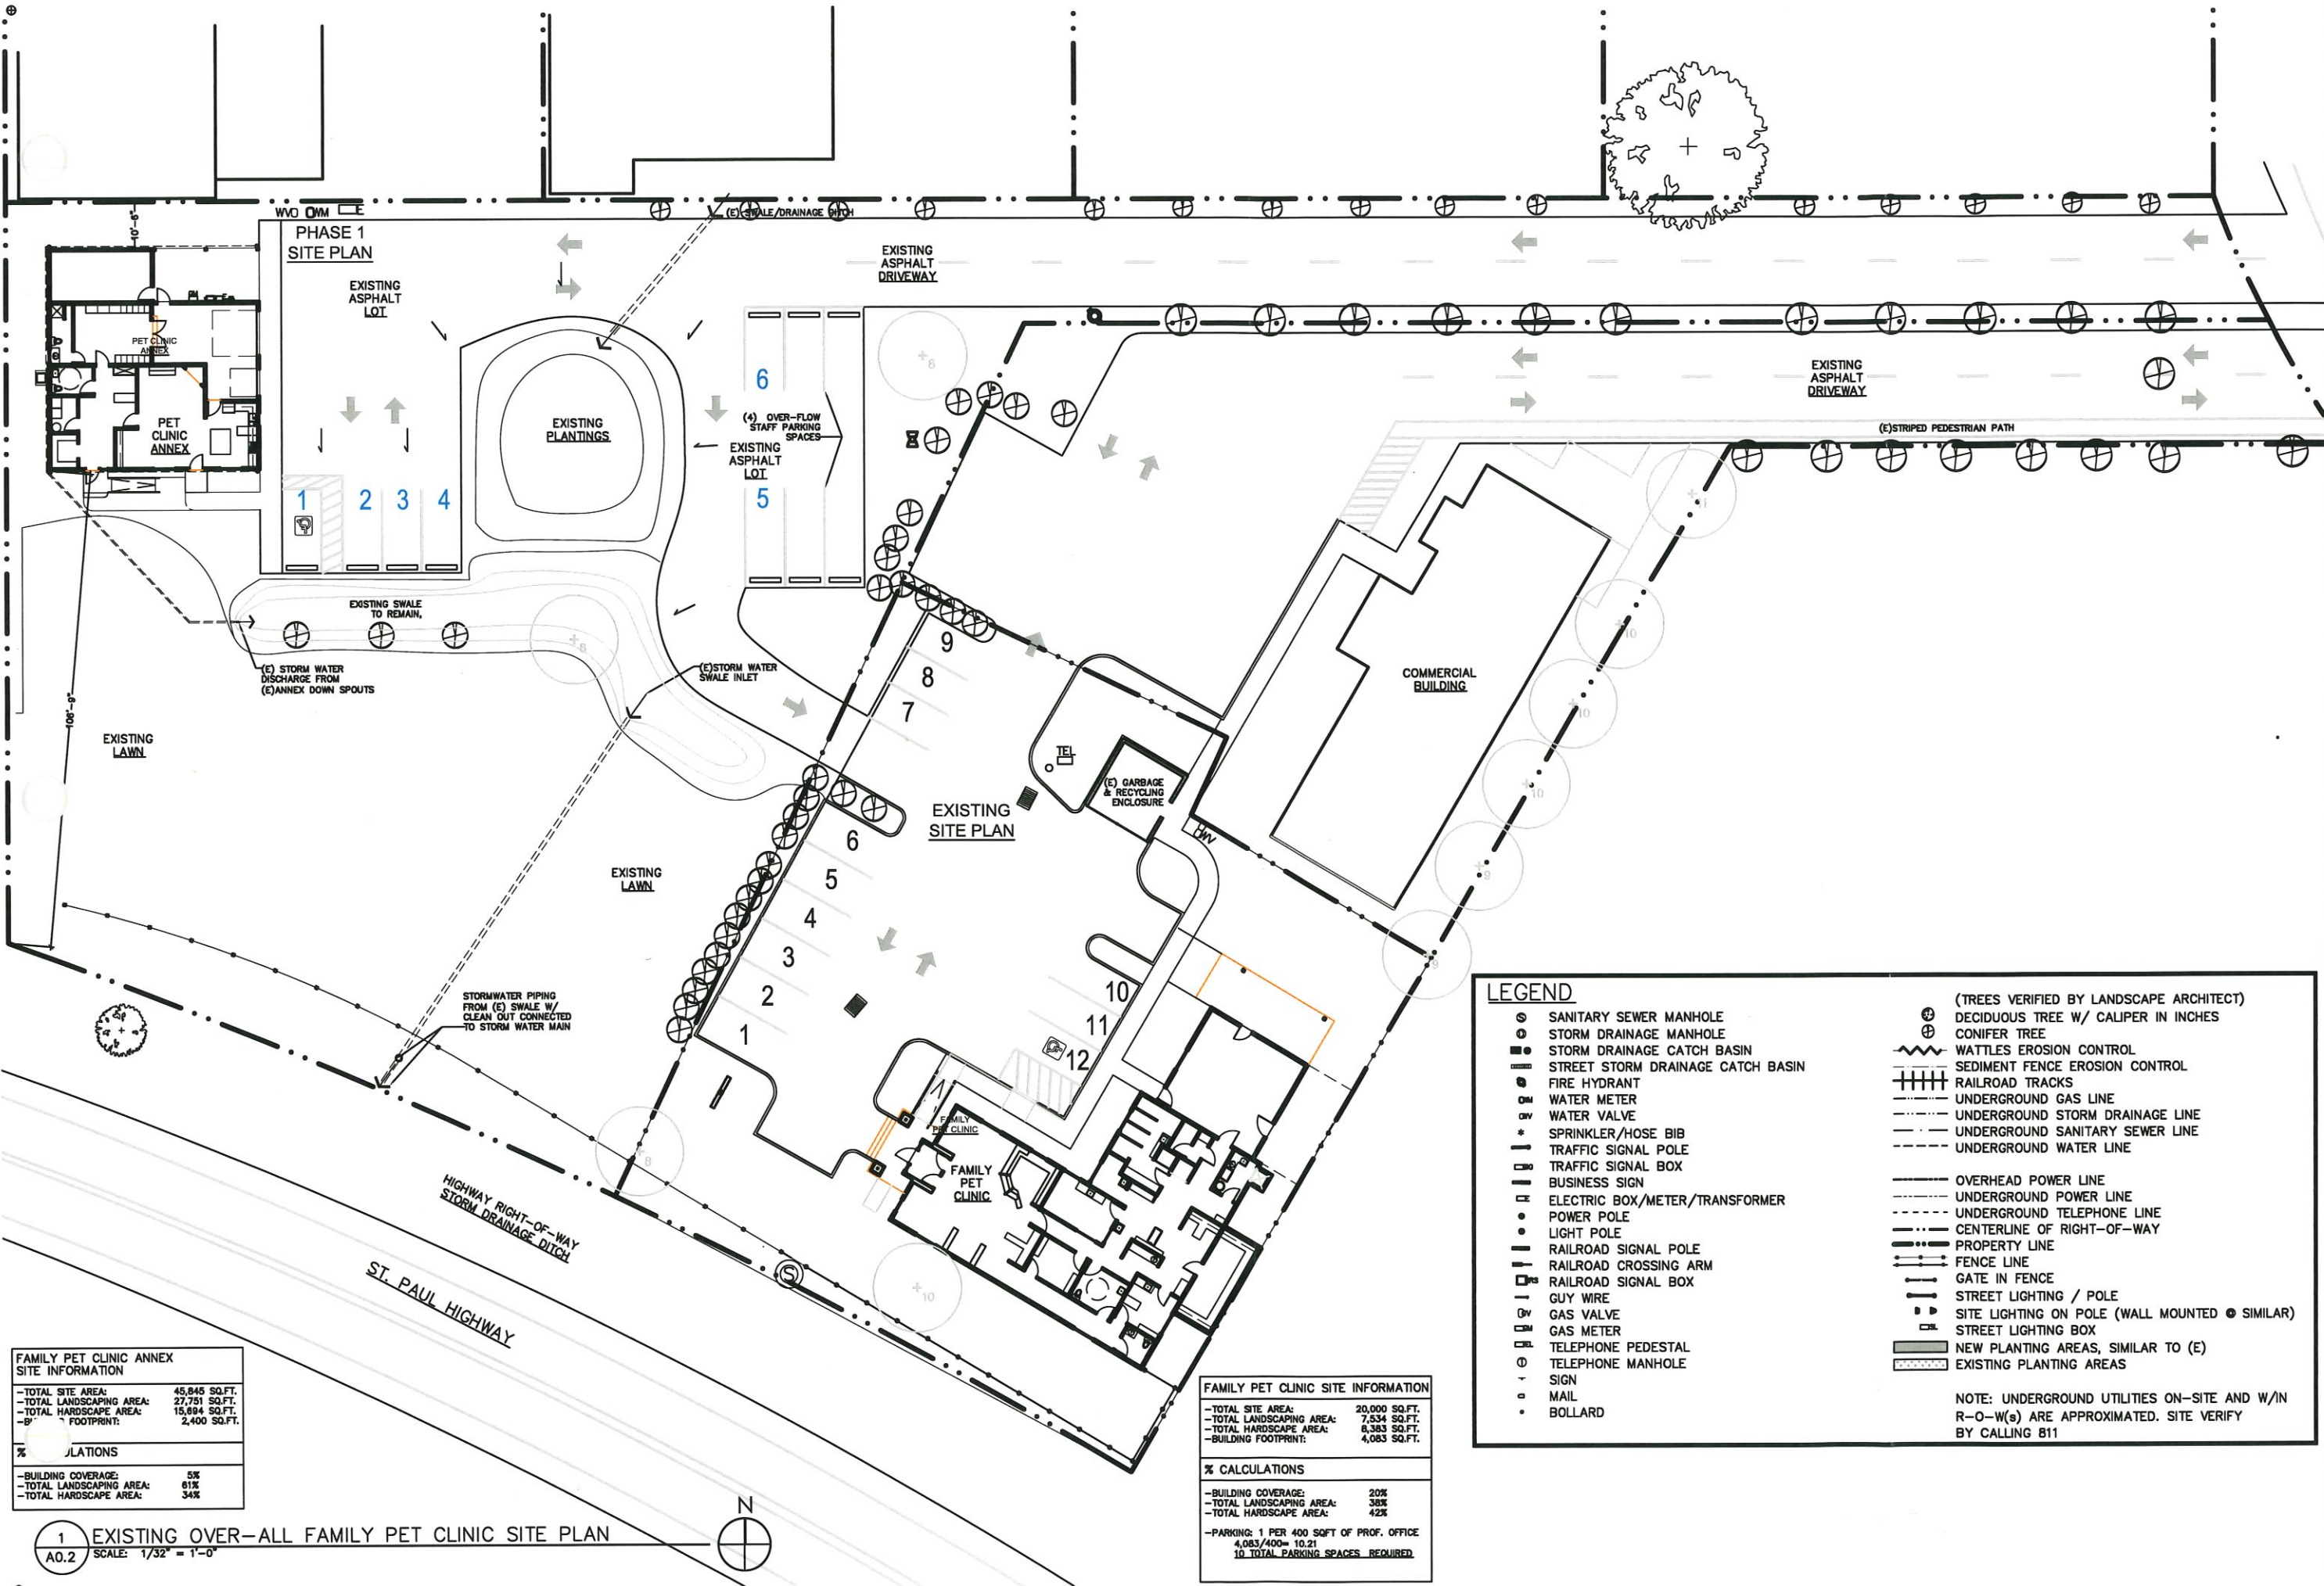 WVO OWM E
PHASE 1
SITE PLAN
10'-6"
(E) SWALE/DRAINAGE DITCH
EXISTING
ASPHALT
LOT
EXISTING
ASPHALT
DRIVEWAY
PET CLINIC
ANNEX
PET
CLINIC
ANNEX
1
2
3
4
EXISTING
PLANTINGS
6
(4) OVER-FLOW
STAFF PARKING
SPACES
EXISTING
ASPHALT
LOT
5
8
EXISTING
ASPHALT
DRIVEWAY
(E)STRIPED PEDESTRIAN PATH
11
10
10
10
9
9
EXISTING SWALE
TO REMAIN,
8
(E) STORM WATER
DISCHARGE FROM
(E)ANNEX DOWN SPOUTS
(E)STORM WATER
SWALE INLET
106'-9"
EXISTING
LAWN
EXISTING
LAWN
9
8
7
6
5
4
3
2
1
TEL
(E) GARBAGE
& RECYCLING
ENCLOSURE
WV
EXISTING
SITE PLAN
COMMERCIAL
BUILDING
10
11
12
STORMWATER PIPING
FROM (E) SWALE W/
CLEAN OUT CONNECTED
TO STORM WATER MAIN
8
FAMILY
PET CLINIC
FAMILY
PET
CLINIC
10
S
HIGHWAY RIGHT-OF-WAY
STORM DRAINAGE DITCH
ST. PAUL HIGHWAY
LEGEND
SANITARY SEWER MANHOLE
STORM DRAINAGE MANHOLE
STORM DRAINAGE CATCH BASIN
STREET STORM DRAINAGE CATCH BASIN
FIRE HYDRANT
WATER METER
WATER VALVE
SPRINKLER/HOSE BIB
TRAFFIC SIGNAL POLE
TRAFFIC SIGNAL BOX
BUSINESS SIGN
ELECTRIC BOX/METER/TRANSFORMER
POWER POLE
LIGHT POLE
RAILROAD SIGNAL POLE
RAILROAD CROSSING ARM
RAILROAD SIGNAL BOX
GUY WIRE
GAS VALVE
GAS METER
TELEPHONE PEDESTAL
TELEPHONE MANHOLE
SIGN
MAIL
BOLLARD
(TREES VERIFIED BY LANDSCAPE ARCHITECT)
DECIDUOUS TREE W/ CALIPER IN INCHES
CONIFER TREE
WATTLES EROSION CONTROL
SEDIMENT FENCE EROSION CONTROL
RAILROAD TRACKS
UNDERGROUND GAS LINE
UNDERGROUND STORM DRAINAGE LINE
UNDERGROUND SANITARY SEWER LINE
UNDERGROUND WATER LINE
OVERHEAD POWER LINE
UNDERGROUND POWER LINE
UNDERGROUND TELEPHONE LINE
CENTERLINE OF RIGHT-OF-WAY
PROPERTY LINE
FENCE LINE
GATE IN FENCE
STREET LIGHTING / POLE
SITE LIGHTING ON POLE (WALL MOUNTED SIMILAR)
STREET LIGHTING BOX
NEW PLANTING AREAS, SIMILAR TO (E)
EXISTING PLANTING AREAS
NOTE: UNDERGROUND UTILITIES ON-SITE AND W/IN
R-O-W(s) ARE APPROXIMATED. SITE VERIFY
BY CALLING 811
FAMILY PET CLINIC ANNEX
SITE INFORMATION
-TOTAL SITE AREA: 45,845 SQ.FT.
-TOTAL LANDSCAPING AREA: 27,751 SQ.FT.
-TOTAL HARDSCAPE AREA: 15,694 SQ.FT.
FOOTPRINT: 2,400 SQ.FT.
% ULATIONS
-BUILDING COVERAGE: 5%
-TOTAL LANDSCAPING AREA: 61%
-TOTAL HARDSCAPE AREA: 34%
FAMILY PET CLINIC SITE INFORMATION
-TOTAL SITE AREA: 20,000 SQ.FT.
-TOTAL LANDSCAPING AREA: 7,534 SQ.FT.
-TOTAL HARDSCAPE AREA: 8,383 SQ.FT.
-BUILDING FOOTPRINT: 4,083 SQ.FT.
% CALCULATIONS
-BUILDING COVERAGE: 20%
-TOTAL LANDSCAPING AREA: 38%
-TOTAL HARDSCAPE AREA: 42%
-PARKING: 1 PER 400 SQFT OF PROF. OFFICE
4,083/400= 10.21
10 TOTAL PARKING SPACES REQUIRED
1
A0.2
EXISTING OVER-ALL FAMILY PET CLINIC SITE PLAN
SCALE: 1/32" = 1'-0"
N